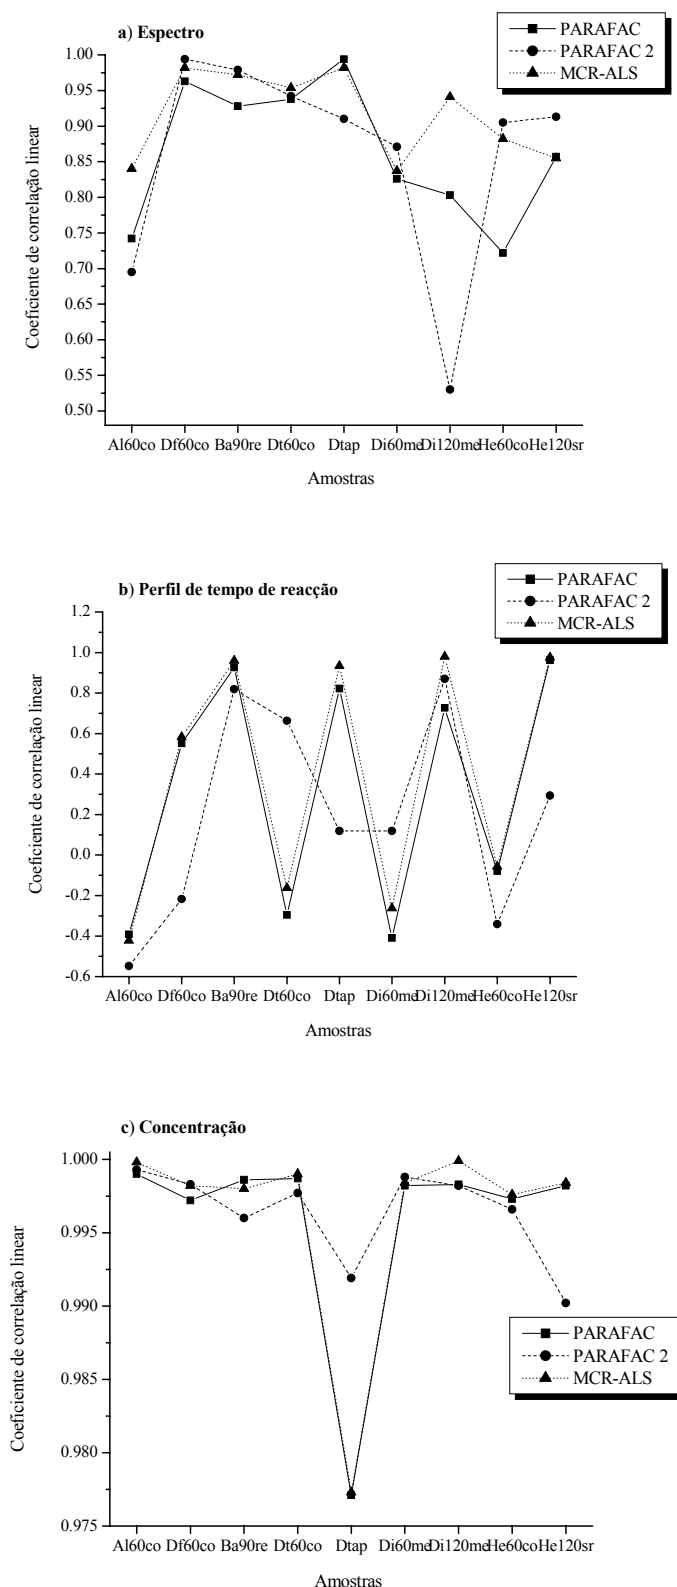 a) Espectro
PARAFAC
PARAFAC 2
MCR-ALS
1.00
0.95
0.90
0.85
0.80
0.75
0.70
0.65
0.60
0.55
0.50
Coeficiente de correlação linear
Al60co Df60co Ba90re Dt60co Dtap Di60me Di120me He60co He120sr
Amostras
b) Perfil de tempo de reacção
PARAFAC
PARAFAC 2
MCR-ALS
1.2
1.0
0.8
0.6
0.4
0.2
0.0
-0.2
-0.4
-0.6
Coeficiente de correlação linear
Al60co Df60co Ba90re Dt60co Dtap Di60me Di120me He60co He120sr
Amostras
c) Concentração
1.000
0.995
0.990
0.985
0.980
0.975
Coeficiente de correlação linear
PARAFAC
PARAFAC 2
MCR-ALS
Al60co Df60co Ba90re Dt60co Dtap Di60me Di120me He60co He120sr
Amostras